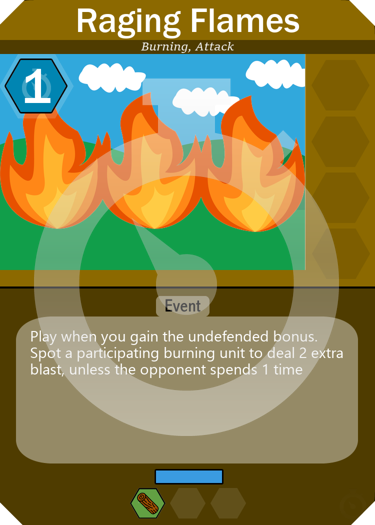 Raging Flames
Burning, Attack
1
Event
Play when you gain the undefended bonus.
Spot a participating burning unit to deal 2 extra
blast, unless the opponent spends 1 time